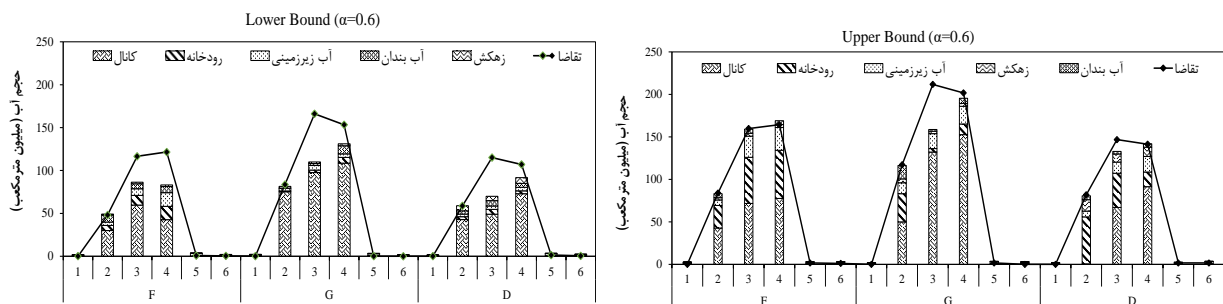 Lower Bound (α=0.6)
حجم آب (میلیون مترمکعب)
250
200
150
100
50
0
کانال رودخانه آب زیرزمینی آب بندان زهکش تقاضا
1 2 3 4 5 6 1 2 3 4 5 6 1 2 3 4 5 6
F G D
Upper Bound (α=0.6)
حجم آب (میلیون مترمکعب)
250
200
150
100
50
0
کانال رودخانه آب زیرزمینی زهکش آب بندان تقاضا
1 2 3 4 5 6 1 2 3 4 5 6 1 2 3 4 5 6
F G D